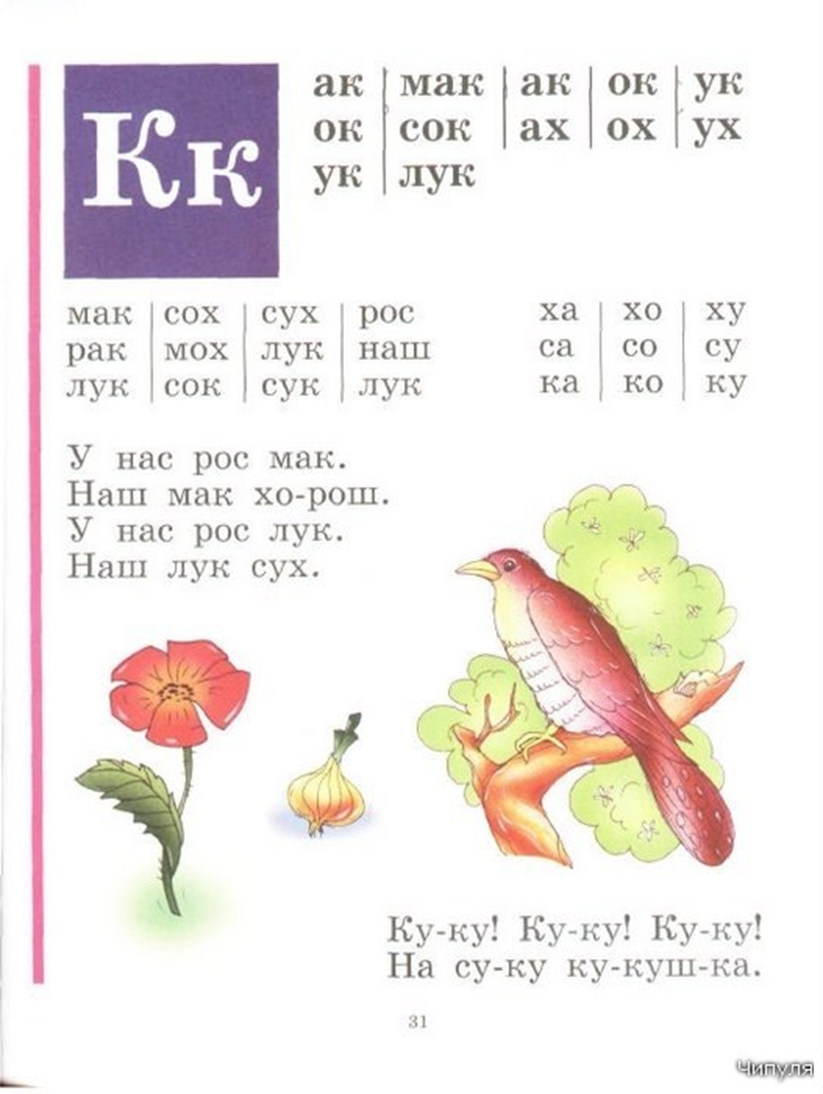 Кк
ак мак ак ок ук
ок сок ах ох ух
ук лук
мак сох сух рос
рак мох лук наш
лук сок сук лук
ха хо ху
са со су
ка ко ку
У нас рос мак.
Наш мак хо-рош.
У нас рос лук.
Наш лук сух.
Ку-ку! Ку-ку! Ку-ку!
На су-ку ку-куш-ка.
31
Чипуля